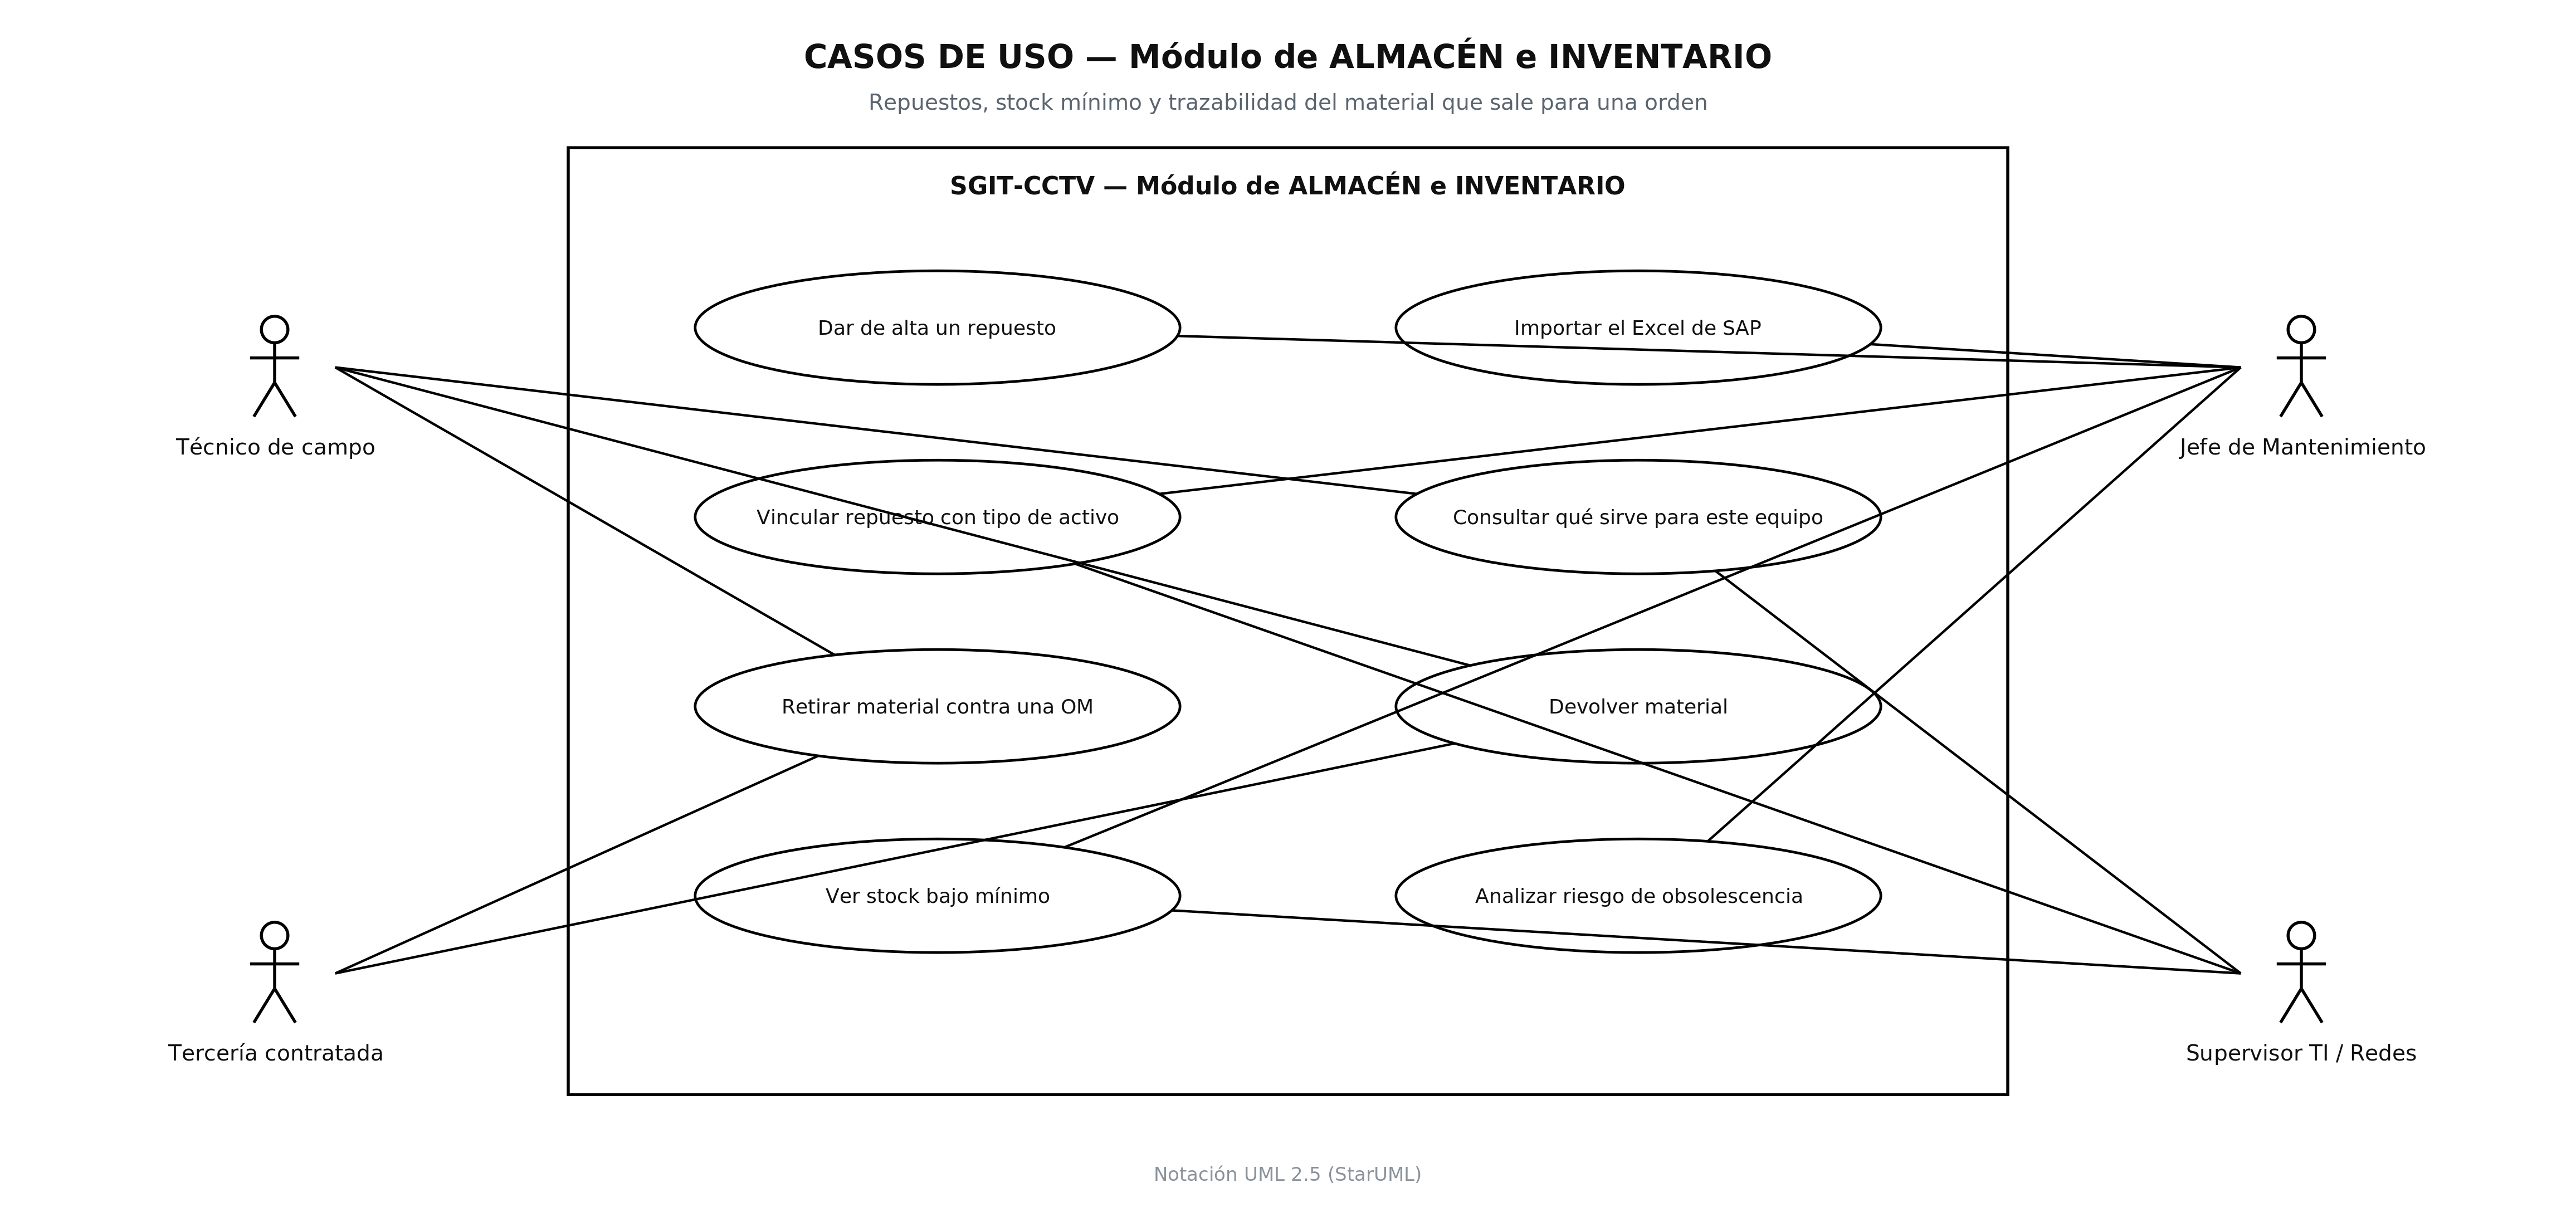 CASOS DE USO — Módulo de ALMACÉN e INVENTARIO
Repuestos, stock mínimo y trazabilidad del material que sale para una orden
SGIT-CCTV — Módulo de ALMACÉN e INVENTARIO
Dar de alta un repuesto
Importar el Excel de SAP
Técnico de campo
Jefe de Mantenimiento
Vincular repuesto con tipo de activo
Consultar qué sirve para este equipo
Retirar material contra una OM
Devolver material
Ver stock bajo mínimo
Analizar riesgo de obsolescencia
Tercería contratada
Supervisor TI / Redes
Notación UML 2.5 (StarUML)